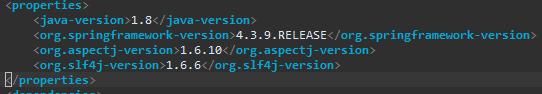 <properties>
<java-version>1.8</java-version>
<org.springframework-version>4.3.9.RELEASE</org.springframework-version>
<org.aspectj-version>1.6.10</org.aspectj-version>
<org.slf4j-version>1.6.6</org.slf4j-version>
</properties>
<dependencies>